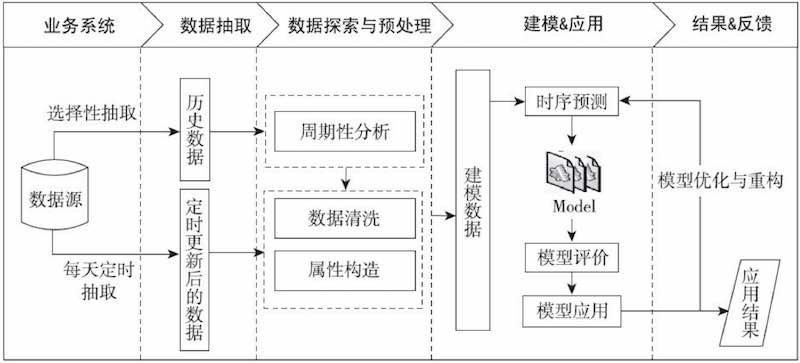 业务系统
数据抽取
数据探索与预处理
建模&应用
结果&反馈
选择性抽取
数据源
每天定时
抽取
历史数据
定时更新后的数据
周期性分析
数据清洗
属性构造
建模数据
时序预测
Model
模型评价
模型应用
模型优化与重构
应用结果